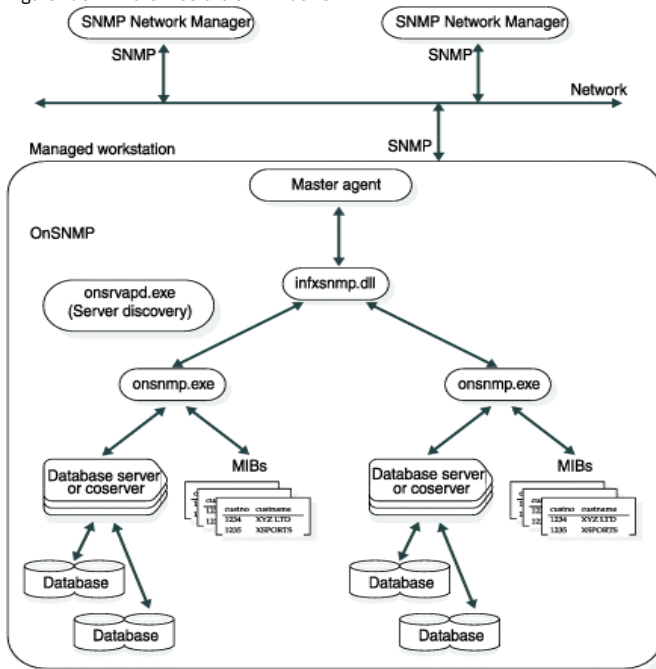 SNMP Network Manager
SNMP Network Manager
SNMP
SNMP
Network
Managed workstation
SNMP
Master agent
OnSNMP
infxsnmp.dll
onsrvapd.exe
(Server discovery)
onsnmp.exe
onsnmp.exe
Database server
or coserver
MIBs
custno custname
1234 XYZ LTD
1235 XSPORTS
Database server
or coserver
MIBs
custno custname
1234 XYZ LTD
1235 XSPORTS
Database
Database
Database
Database